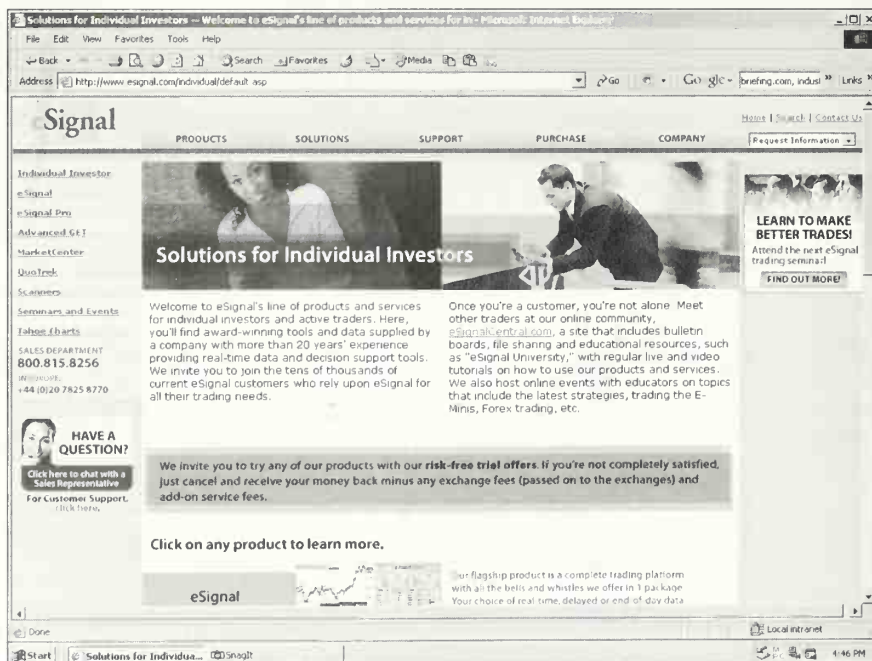 Solutions for Individual Investors -- Welcome to eSignal's line of products and services for in - Microsoft Internet Explorer
File Edit View Favorites Tools Help
Back Search Favorites Media
Address http://www.esignal.com/individual/default.asp Go Google briefing.com, indust » Links »
eSignal
Home | Search | Contact Us
PRODUCTS SOLUTIONS SUPPORT PURCHASE COMPANY
Request Information
Individual Investor
eSignal
eSignal Pro
Advanced GET
MarketCenter
QuoTrek
Scanners
Seminars and Events
Tahoe Charts
SALES DEPARTMENT
800.815.8256
IN EUROPE,
+44 (0)20 7825 8770
HAVE A
QUESTION?
Click here to chat with a
Sales Representative
For Customer Support,
click here.
Solutions for Individual Investors
Welcome to eSignal's line of products and services
for individual investors and active traders. Here,
you'll find award-winning tools and data supplied by
a company with more than 20 years' experience
providing real-time data and decision support tools.
We invite you to join the tens of thousands of
current eSignal customers who rely upon eSignal for
all their trading needs.
Once you're a customer, you're not alone. Meet
other traders at our online community,
eSignalCentral.com, a site that includes bulletin
boards, file sharing and educational resources, such
as "eSignal University," with regular live and video
tutorials on how to use our products and services.
We also host online events with educators on topics
that include the latest strategies, trading the E-
Minis, Forex trading, etc.
We invite you to try any of our products with our risk-free trial offers. If you're not completely satisfied,
just cancel and receive your money back minus any exchange fees (passed on to the exchanges) and
add-on service fees.
Click on any product to learn more.
eSignal
Our flagship product is a complete trading platform
with all the bells and whistles we offer in 1 package
Your choice of real-time, delayed or end of day data
LEARN TO MAKE
BETTER TRADES!
Attend the next eSignal
trading seminar!
FIND OUT MORE!
Done
Local intranet
Start Solutions for Individua... SnagIt 4:46 PM